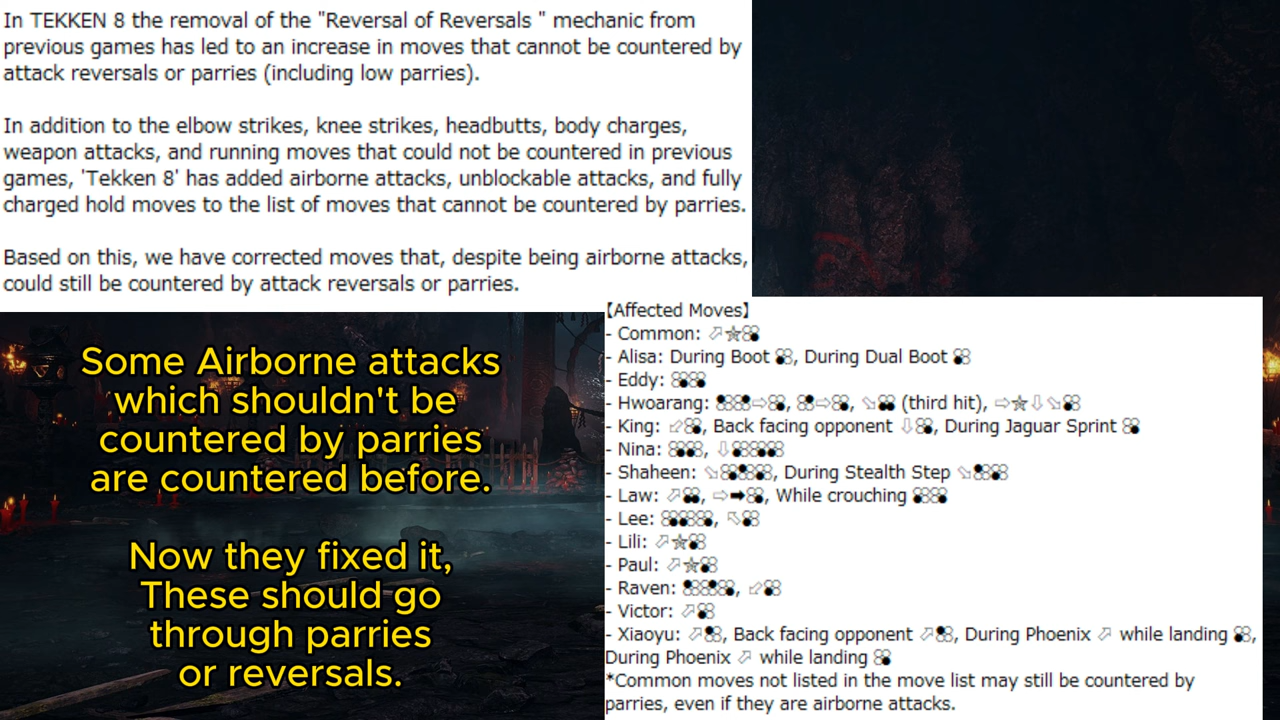 In TEKKEN 8 the removal of the "Reversal of Reversals " mechanic from
previous games has led to an increase in moves that cannot be countered by
attack reversals or parries (including low parries).
In addition to the elbow strikes, knee strikes, headbutts, body charges,
weapon attacks, and running moves that could not be countered in previous
games, 'Tekken 8' has added airborne attacks, unblockable attacks, and fully
charged hold moves to the list of moves that cannot be countered by parries.
Based on this, we have corrected moves that, despite being airborne attacks,
could still be countered by attack reversals or parries.
Some Airborne attacks
which shouldn't be
countered by parries
are countered before.
Now they fixed it,
These should go
through parries
or reversals.
【Affected Moves】
- Common: ⬀☆
- Alisa: During Boot , During Dual Boot
- Eddy:
- Hwoarang: ⇨, ⇨, ⬂ (third hit), ⇨★⇩⬂
- King: ⬃, Back facing opponent ⇩, During Jaguar Sprint
- Nina: , ⇩
- Shaheen: ⬂, During Stealth Step ⬂
- Law: ⬀, ⇨➡, While crouching
- Lee: , ⬁
- Lili: ⬀☆
- Paul: ⬀☆
- Raven: , ⬃
- Victor: ⬀
- Xiaoyu: ⬀, Back facing opponent ⬀, During Phoenix ⬀ while landing ,
During Phoenix ⬀ while landing
*Common moves not listed in the move list may still be countered by
parries, even if they are airborne attacks.